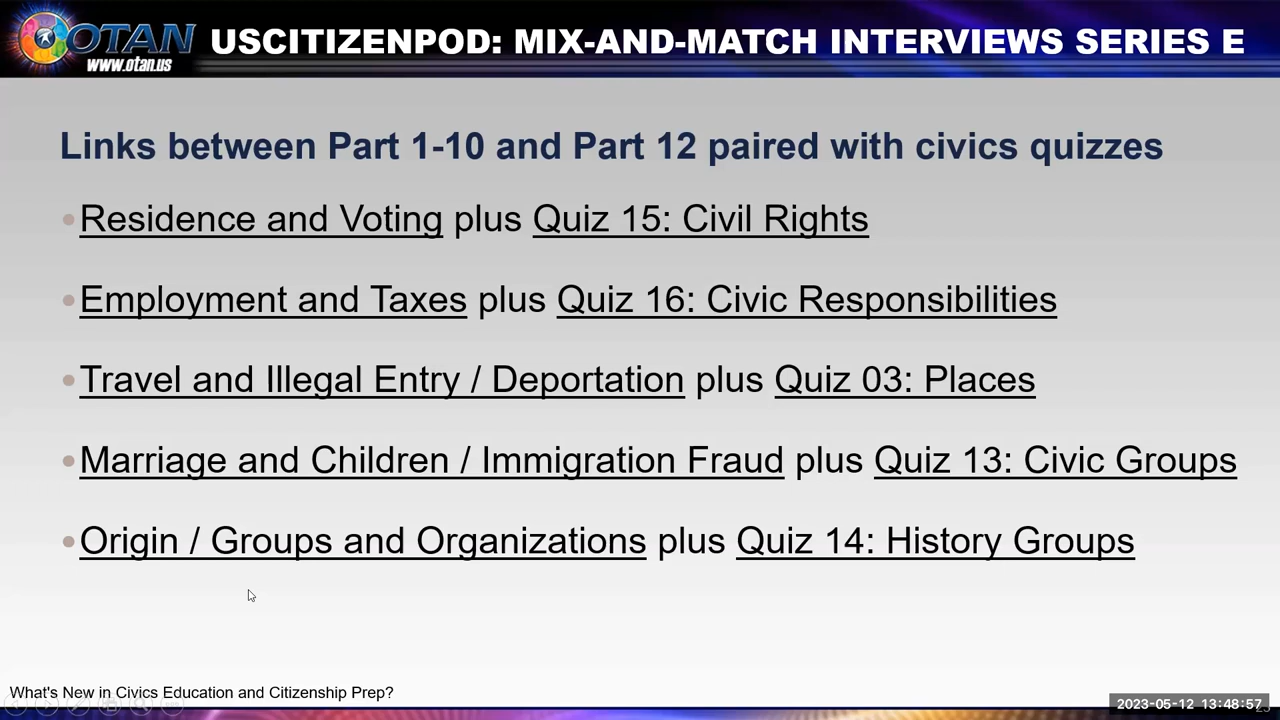 OTAN
www.otan.us
USCITIZENPOD: MIX-AND-MATCH INTERVIEWS SERIES E
Links between Part 1-10 and Part 12 paired with civics quizzes
Residence and Voting plus Quiz 15: Civil Rights
Employment and Taxes plus Quiz 16: Civic Responsibilities
Travel and Illegal Entry / Deportation plus Quiz 03: Places
Marriage and Children / Immigration Fraud plus Quiz 13: Civic Groups
Origin / Groups and Organizations plus Quiz 14: History Groups
What's New in Civics Education and Citizenship Prep?
2023-05-12 13:48:57